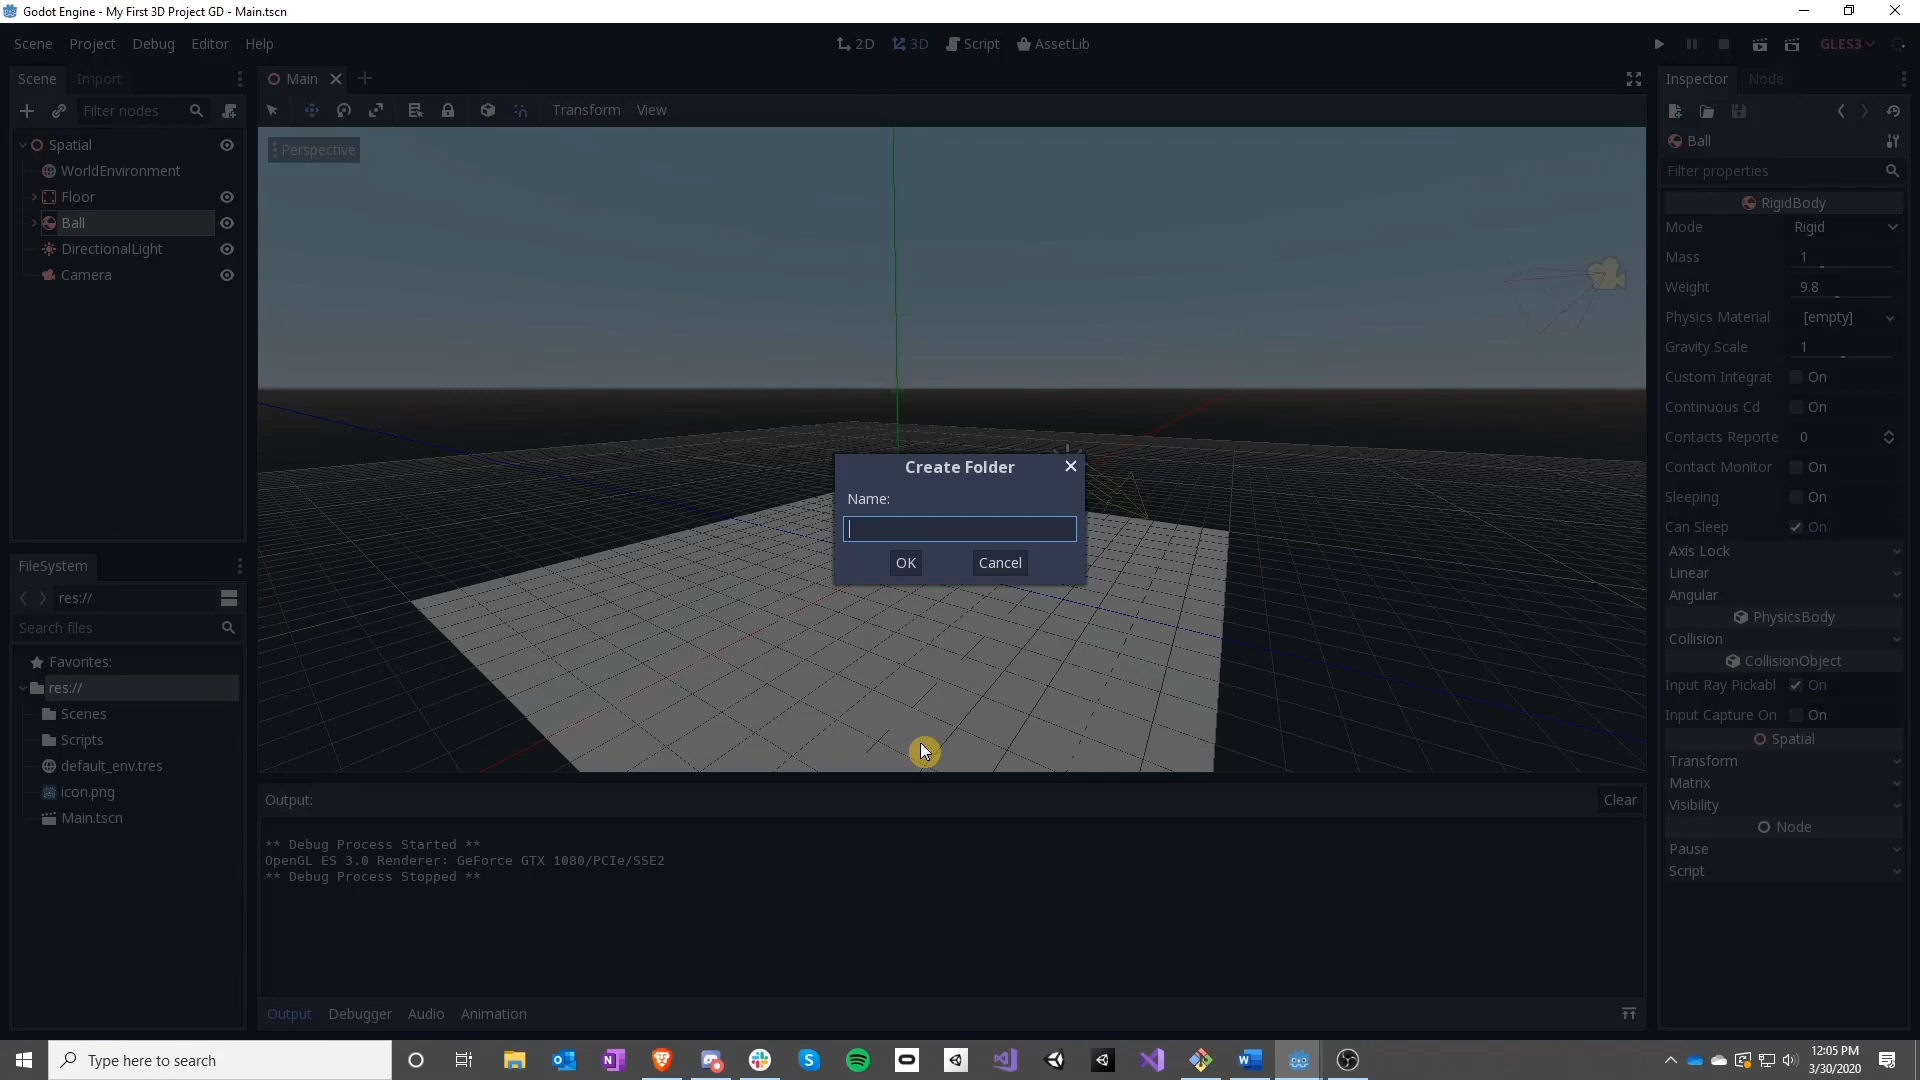 Godot Engine - My First 3D Project GD - Main.tscn
Scene Project Debug Editor Help
2D 3D Script AssetLib
GLES3
Scene Import
Main
Inspector Node
Filter nodes
Transform View
Spatial
WorldEnvironment
Floor
Ball
DirectionalLight
Camera
Perspective
Create Folder
Name:
OK Cancel
Ball
Filter properties
RigidBody
Mode Rigid
Mass 1
Weight 9.8
Physics Material [empty]
Gravity Scale 1
Custom Integrat On
Continuous Cd On
Contacts Reporte 0
Contact Monitor On
Sleeping On
Can Sleep On
Axis Lock
Linear
Angular
PhysicsBody
Collision
CollisionObject
Input Ray Pickabl On
Input Capture On On
Spatial
Transform
Matrix
Visibility
Node
Pause
Script
FileSystem
res://
Search files
Favorites:
res://
Scenes
Scripts
default_env.tres
icon.png
Main.tscn
Output:
Clear
** Debug Process Started **
OpenGL ES 3.0 Renderer: GeForce GTX 1080/PCIe/SSE2
** Debug Process Stopped **
Output Debugger Audio Animation
Type here to search
12:05 PM
3/30/2020